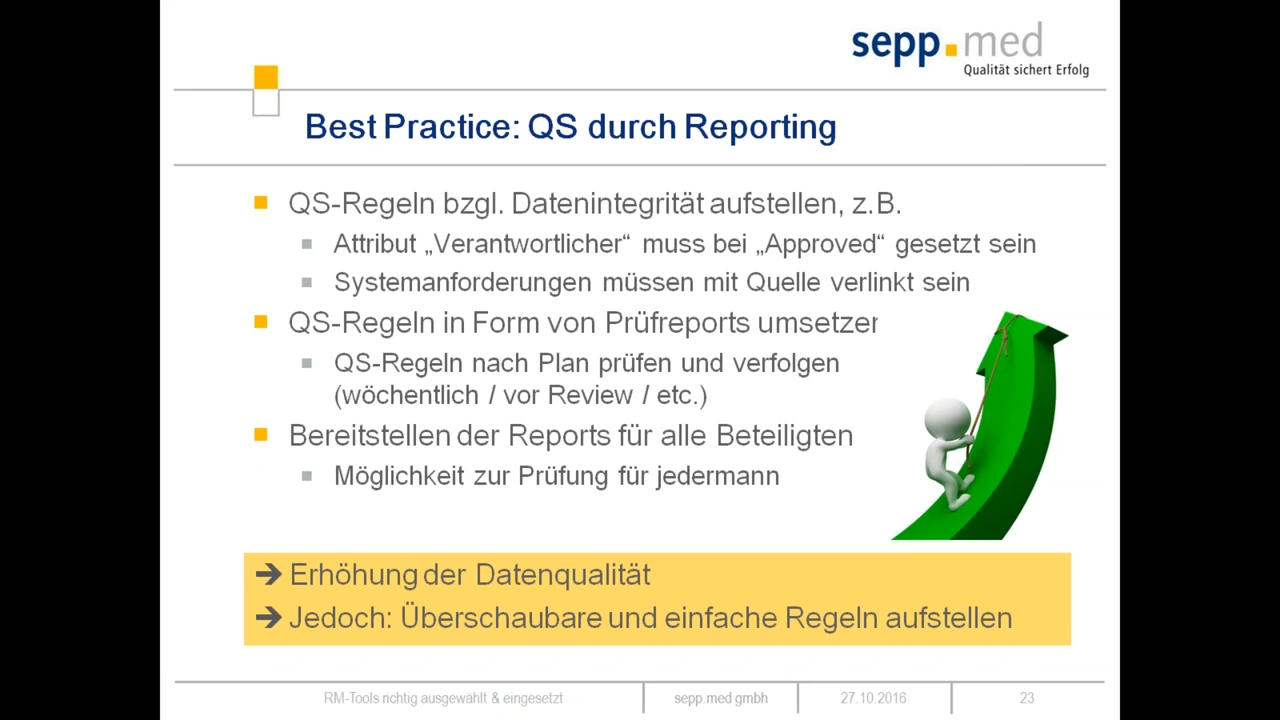 sepp.med
Qualität sichert Erfolg
Best Practice: QS durch Reporting
QS-Regeln bzgl. Datenintegrität aufstellen, z.B.
Attribut „Verantwortlicher“ muss bei „Approved“ gesetzt sein
Systemanforderungen müssen mit Quelle verlinkt sein
QS-Regeln in Form von Prüfreports umsetzen
QS-Regeln nach Plan prüfen und verfolgen
(wöchentlich / vor Review / etc.)
Bereitstellen der Reports für alle Beteiligten
Möglichkeit zur Prüfung für jedermann
➔ Erhöhung der Datenqualität
➔ Jedoch: Überschaubare und einfache Regeln aufstellen
RM-Tools richtig ausgewählt & eingesetzt
sepp.med gmbh
27.10.2016
23